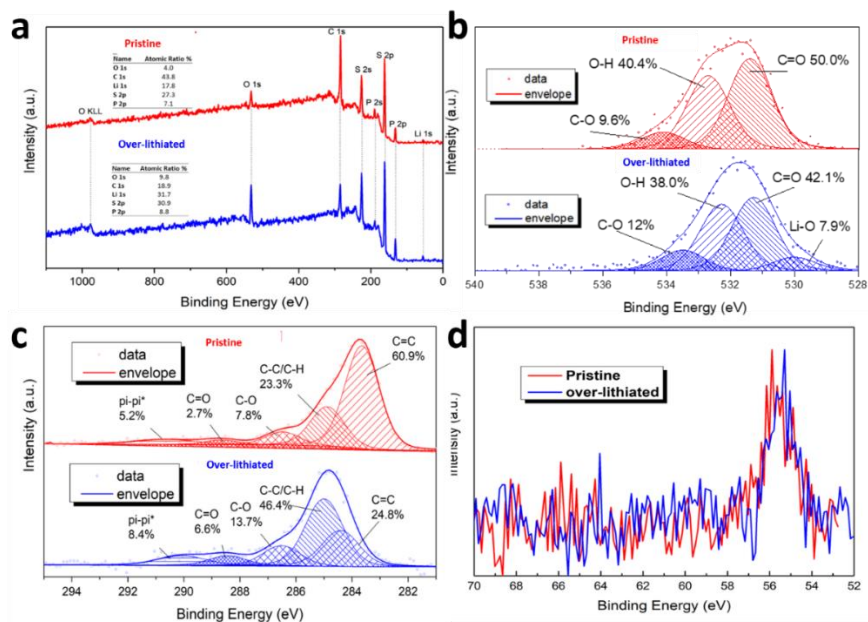 a
Pristine
Name Atomic Ratio %
O 1s 4.0
C 1s 43.8
Li 1s 17.8
S 2p 27.3
P 2p 7.1
O KLL
O 1s
C 1s
S 2s
S 2p
P 2s
P 2p
Li 1s
Over-lithiated
Name Atomic Ratio %
O 1s 9.8
C 1s 18.9
Li 1s 31.7
S 2p 30.9
P 2p 8.8
Intensity (a.u.)
1000 800 600 400 200 0
Binding Energy (eV)
b
Pristine
data
envelope
O-H 40.4%
C=O 50.0%
C-O 9.6%
Over-lithiated
data
envelope
O-H 38.0%
C=O 42.1%
C-O 12%
Li-O 7.9%
Intensity (a.u.)
540 538 536 534 532 530 528
Binding Energy (eV)
c
data
envelope
Pristine
C=C
60.9%
C-C/C-H
23.3%
C-O
7.8%
C=O
2.7%
pi-pi*
5.2%
data
envelope
Over-lithiated
C-C/C-H
46.4%
C=C
24.8%
C-O
13.7%
C=O
6.6%
pi-pi*
8.4%
Intensity (a.u.)
294 292 290 288 286 284 282
Binding Energy (eV)
d
Pristine
over-lithiated
Intensity (a.u.)
70 68 66 64 62 60 58 56 54 52
Binding Energy (eV)